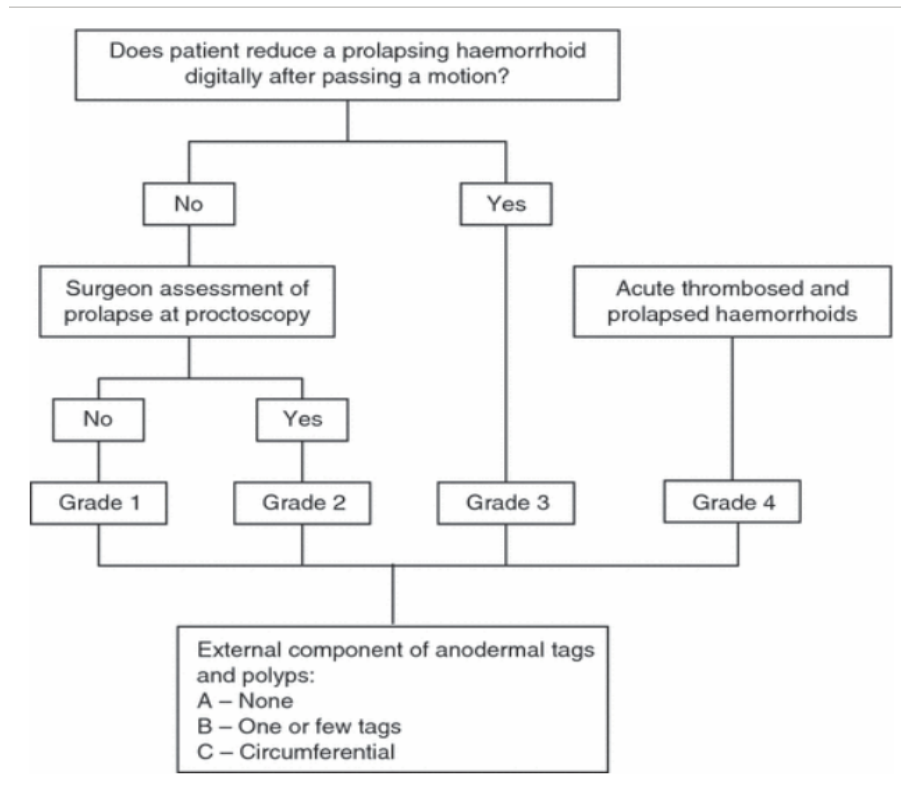 Does patient reduce a prolapsing haemorrhoid
digitally after passing a motion?
No
Yes
Surgeon assessment of
prolapse at proctoscopy
Acute thrombosed and
prolapsed haemorrhoids
No
Yes
Grade 1
Grade 2
Grade 3
Grade 4
External component of anodermal tags
and polyps:
A – None
B – One or few tags
C – Circumferential